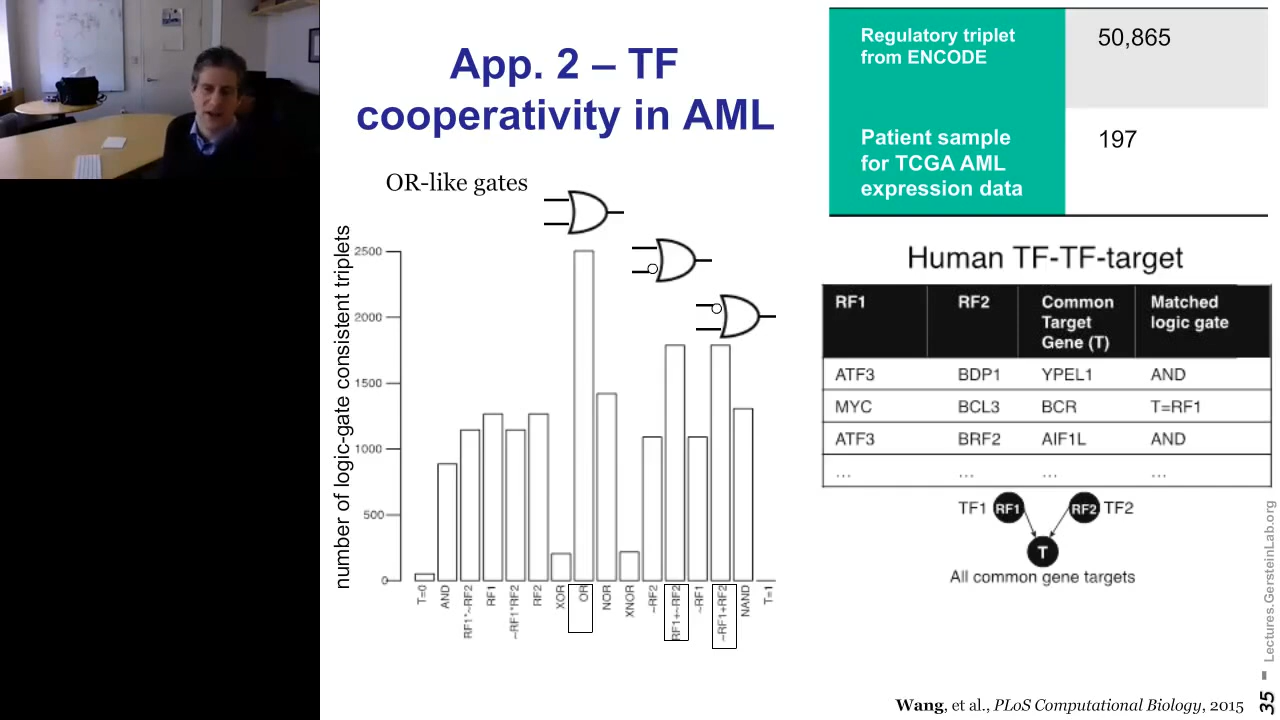 App. 2 – TF
cooperativity in AML
OR-like gates
number of logic-gate consistent triplets
2500
2000
1500
1000
500
0
T=0
AND
RF1*~RF2
RF1
~RF1*RF2
RF2
XOR
OR
NOR
XNOR
~RF2
RF1+~RF2
~RF1
~RF1+RF2
NAND
T=1
Regulatory triplet 50,865
from ENCODE
Patient sample 197
for TCGA AML
expression data
Human TF-TF-target
RF1 RF2 Common Matched
Target logic gate
Gene (T)
ATF3 BDP1 YPEL1 AND
MYC BCL3 BCR T=RF1
ATF3 BRF2 AIF1L AND
... ... ... ...
TF1 RF1 RF2 TF2
T
All common gene targets
Wang, et al., PLoS Computational Biology, 2015
35 - Lectures.GersteinLab.org